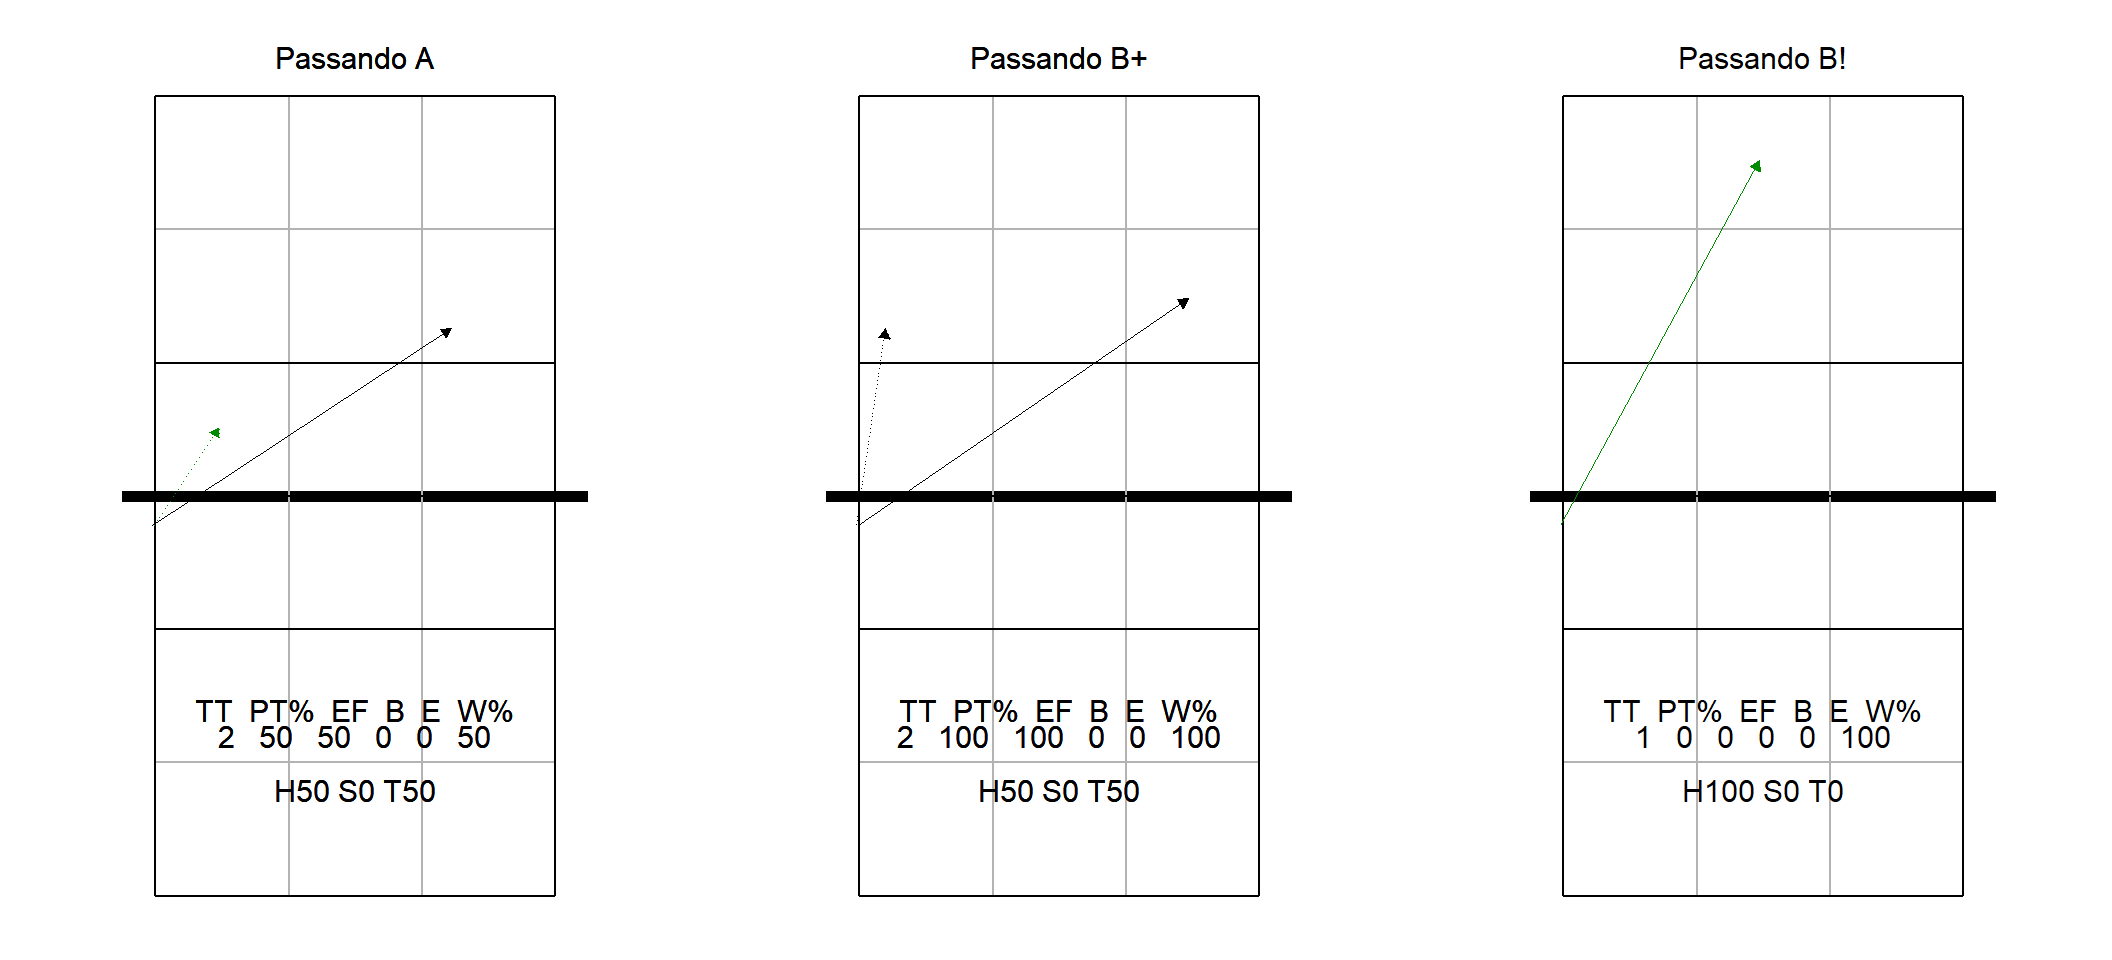 Passando A
TT PT% EF B E W%
2 50 50 0 0 50
H50 S0 T50
Passando B+
TT PT% EF B E W%
2 100 100 0 0 100
H50 S0 T50
Passando B!
TT PT% EF B E W%
1 0 0 0 0 100
H100 S0 T0